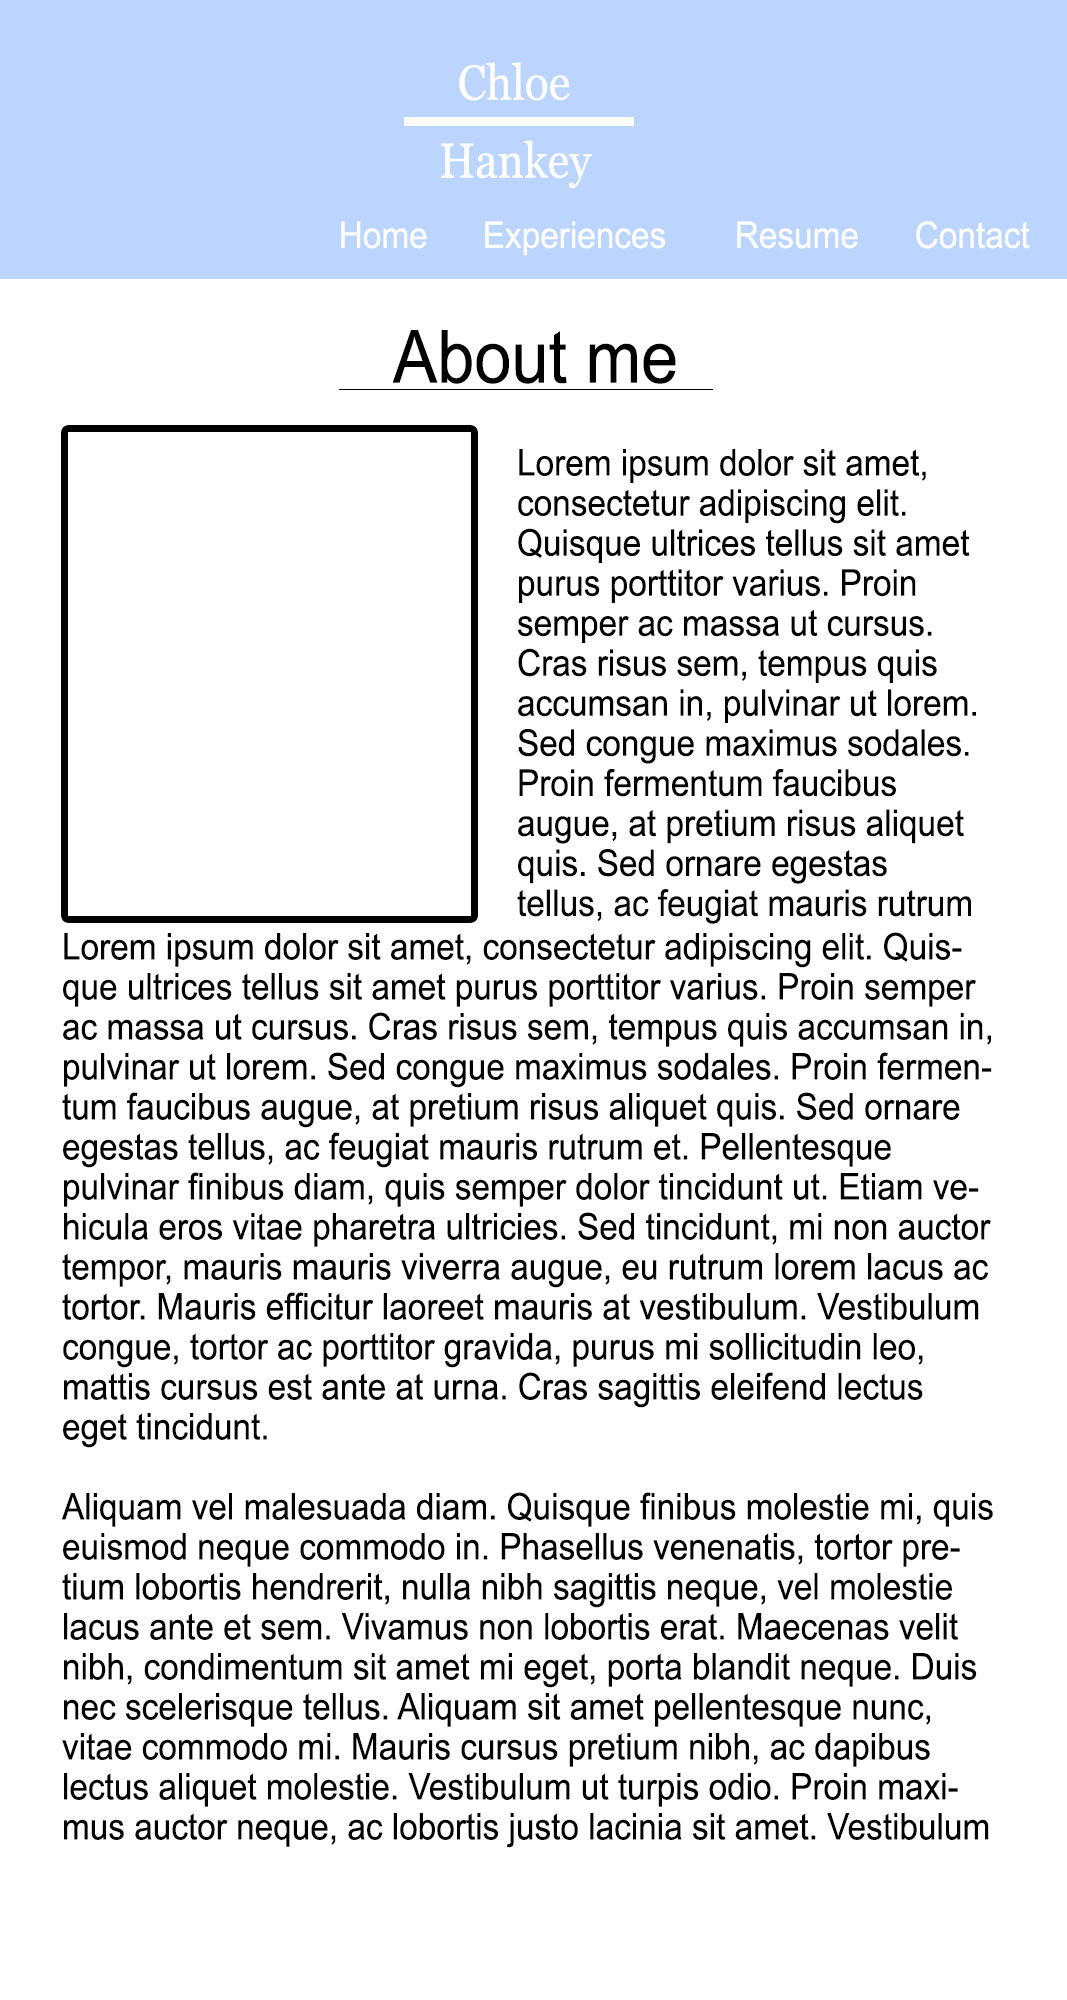 Chloe
Hankey
Home Experiences Resume Contact
About me
Lorem ipsum dolor sit amet,
consectetur adipiscing elit.
Quisque ultrices tellus sit amet
purus porttitor varius. Proin
semper ac massa ut cursus.
Cras risus sem, tempus quis
accumsan in, pulvinar ut lorem.
Sed congue maximus sodales.
Proin fermentum faucibus
augue, at pretium risus aliquet
quis. Sed ornare egestas
tellus, ac feugiat mauris rutrum
Lorem ipsum dolor sit amet, consectetur adipiscing elit. Quis-
que ultrices tellus sit amet purus porttitor varius. Proin semper
ac massa ut cursus. Cras risus sem, tempus quis accumsan in,
pulvinar ut lorem. Sed congue maximus sodales. Proin fermen-
tum faucibus augue, at pretium risus aliquet quis. Sed ornare
egestas tellus, ac feugiat mauris rutrum et. Pellentesque
pulvinar finibus diam, quis semper dolor tincidunt ut. Etiam ve-
hicula eros vitae pharetra ultricies. Sed tincidunt, mi non auctor
tempor, mauris mauris viverra augue, eu rutrum lorem lacus ac
tortor. Mauris efficitur laoreet mauris at vestibulum. Vestibulum
congue, tortor ac porttitor gravida, purus mi sollicitudin leo,
mattis cursus est ante at urna. Cras sagittis eleifend lectus
eget tincidunt.
Aliquam vel malesuada diam. Quisque finibus molestie mi, quis
euismod neque commodo in. Phasellus venenatis, tortor pre-
tium lobortis hendrerit, nulla nibh sagittis neque, vel molestie
lacus ante et sem. Vivamus non lobortis erat. Maecenas velit
nibh, condimentum sit amet mi eget, porta blandit neque. Duis
nec scelerisque tellus. Aliquam sit amet pellentesque nunc,
vitae commodo mi. Mauris cursus pretium nibh, ac dapibus
lectus aliquet molestie. Vestibulum ut turpis odio. Proin maxi-
mus auctor neque, ac lobortis justo lacinia sit amet. Vestibulum